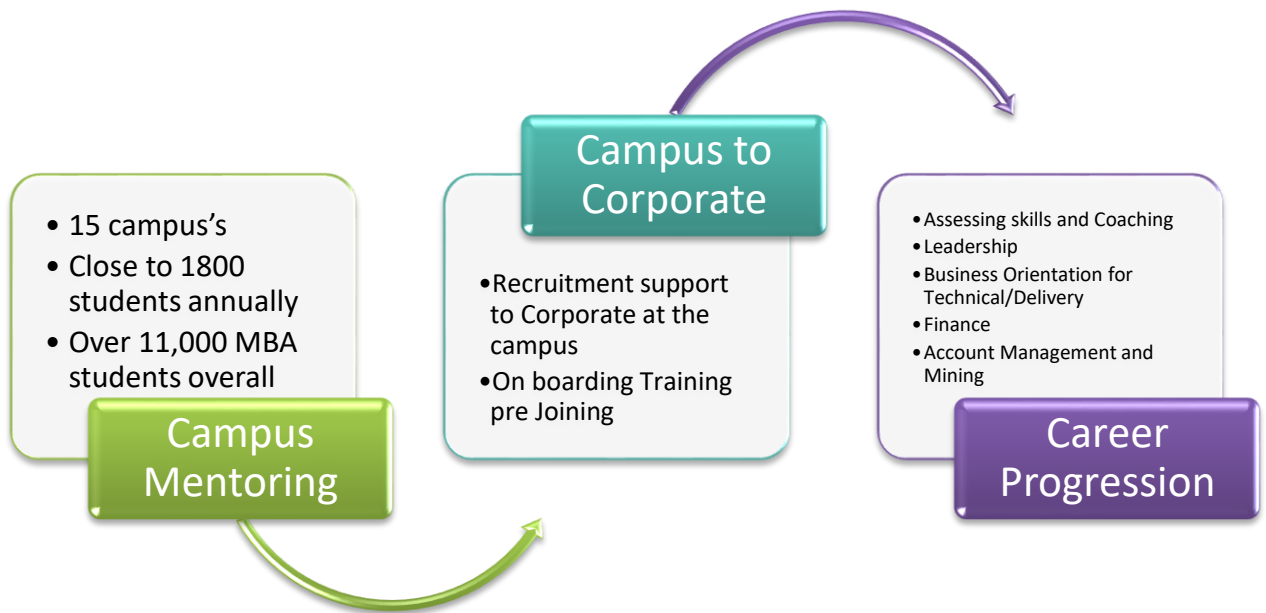 • 15 campus's
• Close to 1800
students annually
• Over 11,000 MBA
students overall
Campus
Mentoring
Campus to
Corporate
•Recruitment support
to Corporate at the
campus
•On boarding Training
pre Joining
•Assessing skills and Coaching
•Leadership
•Business Orientation for
Technical/Delivery
•Finance
•Account Management and
Mining
Career
Progression